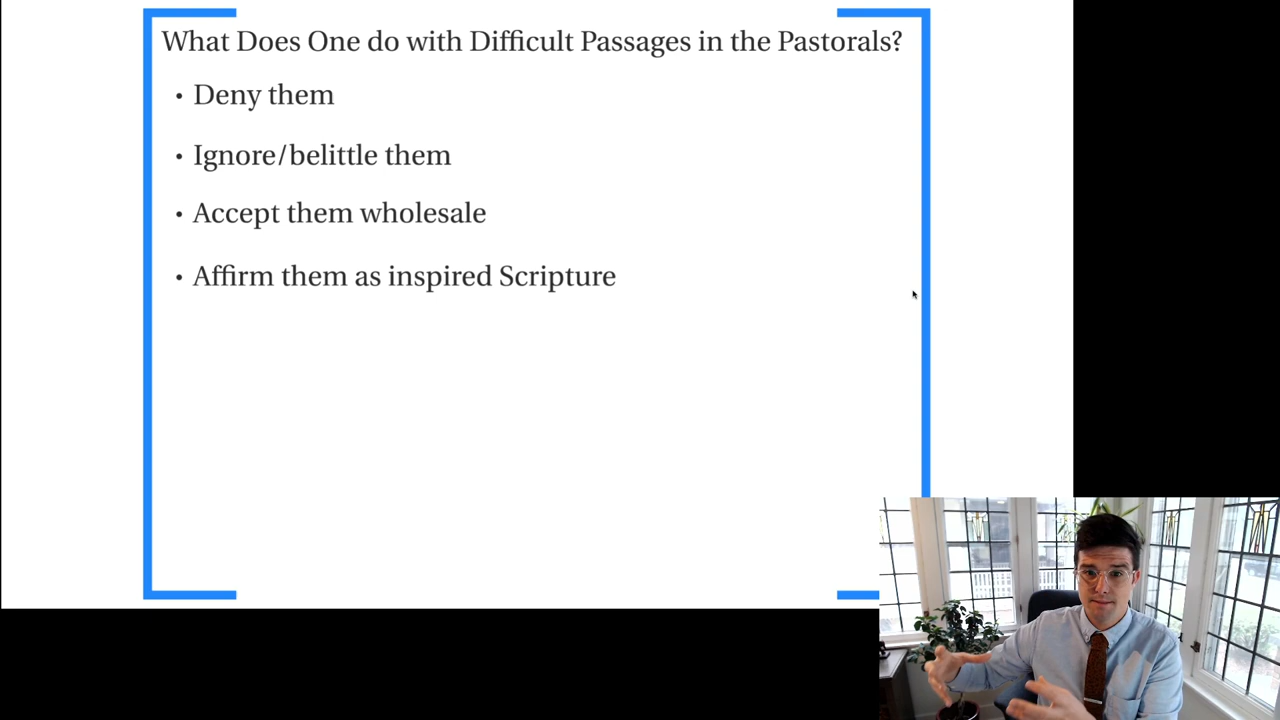 What Does One do with Difficult Passages in the Pastorals?
• Deny them
• Ignore/belittle them
• Accept them wholesale
• Affirm them as inspired Scripture